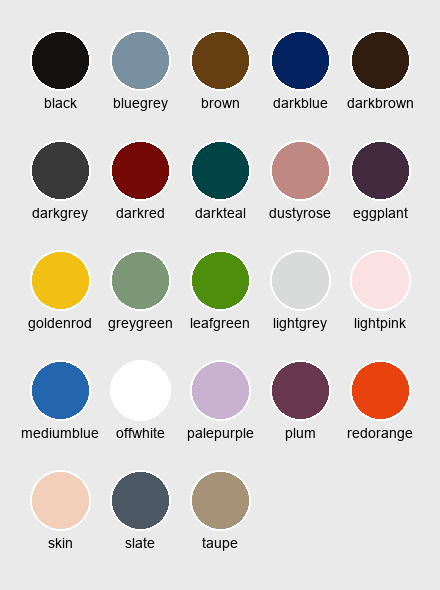 black bluegrey brown darkblue darkbrown
darkgrey darkred darkteal dustyrose eggplant
goldenrod greygreen leafgreen lightgrey lightpink
mediumblue offwhite palepurple plum redorange
skin slate taupe